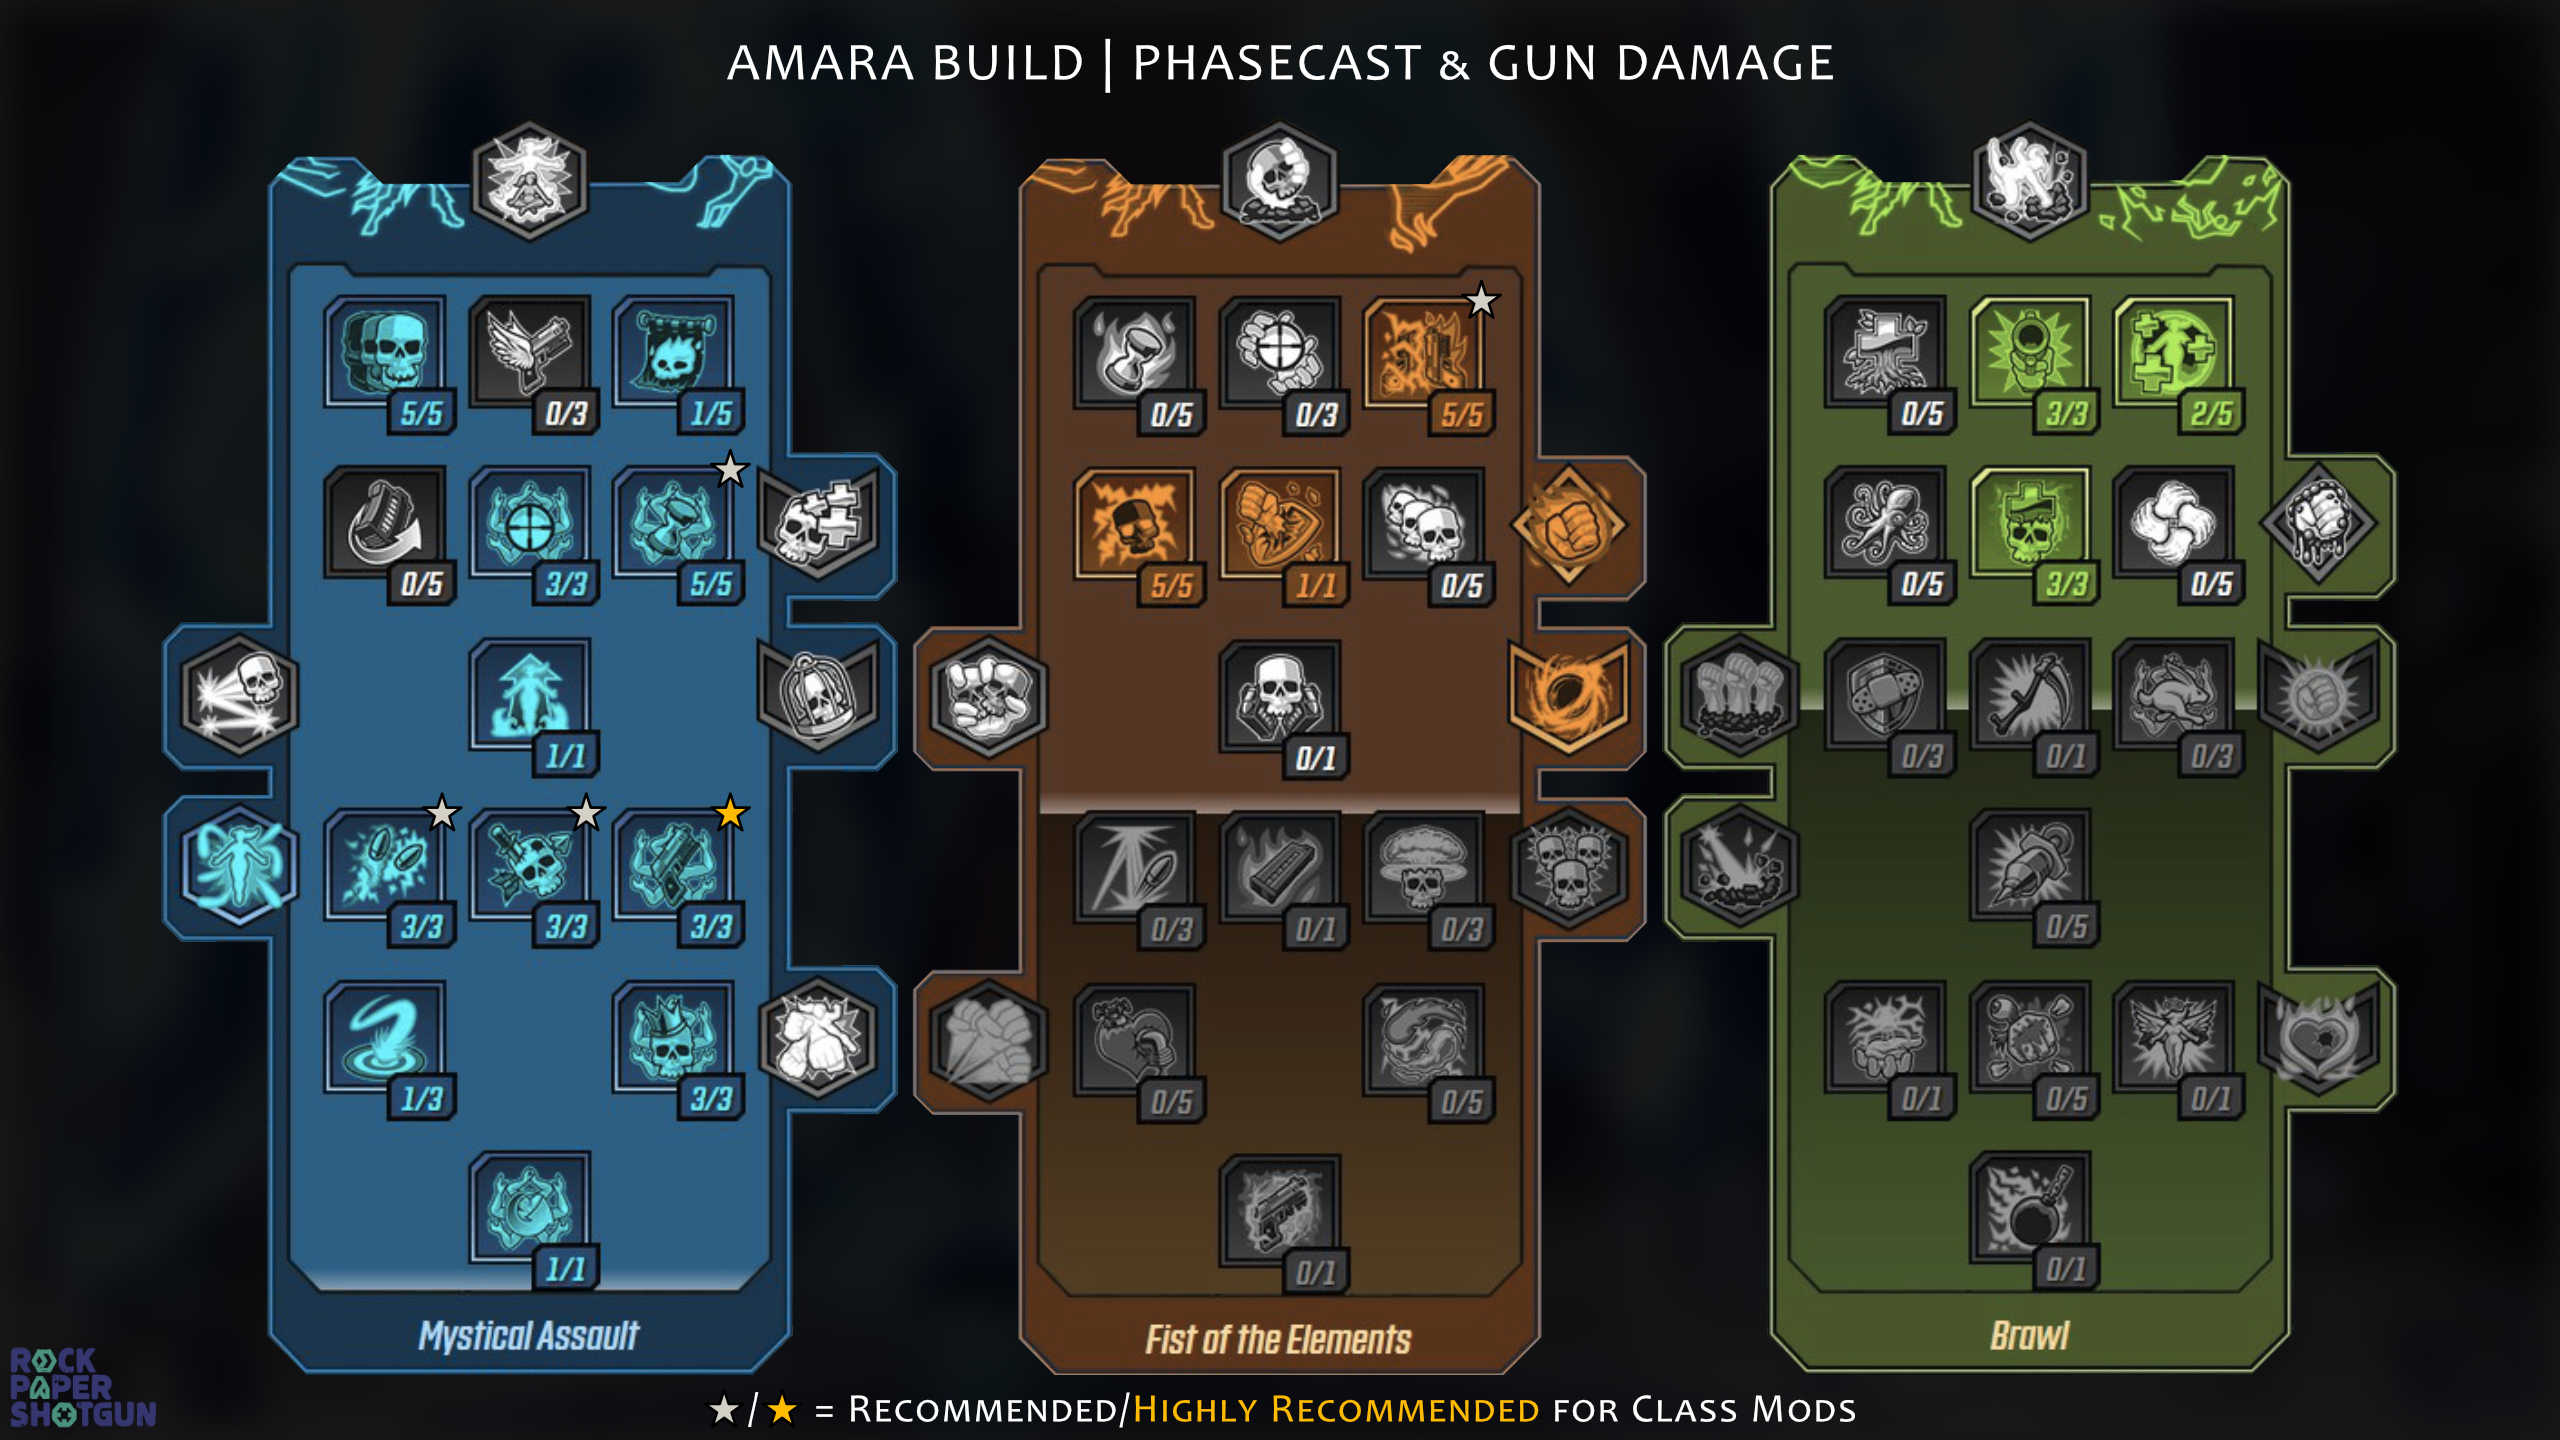 AMARA BUILD | PHASECAST & GUN DAMAGE
5/5 0/3 1/5
0/5 3/3 5/5
1/1
3/3 3/3 3/3
1/3 3/3
1/1
Mystical Assault
0/5 0/3 5/5
5/5 1/1 0/5
0/1
0/3 0/1 0/3
0/5 0/5
0/1
Fist of the Elements
0/5 3/3 2/5
0/5 3/3 0/5
0/3 0/1 0/3
0/5
0/1 0/5 0/1
0/1
Brawl
ROCK
PAPER
SHOTGUN
★/★ = RECOMMENDED/HIGHLY RECOMMENDED FOR CLASS MODS